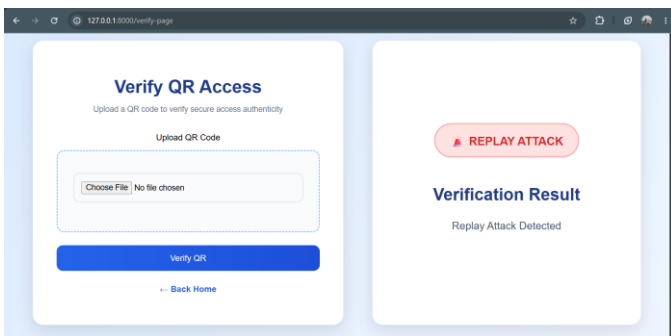 127.0.0.1:8000/verify-page
Verify QR Access
Upload a QR code to verify secure access authenticity
Upload QR Code
Choose File No file chosen
Verify QR
← Back Home
🚨 REPLAY ATTACK
Verification Result
Replay Attack Detected